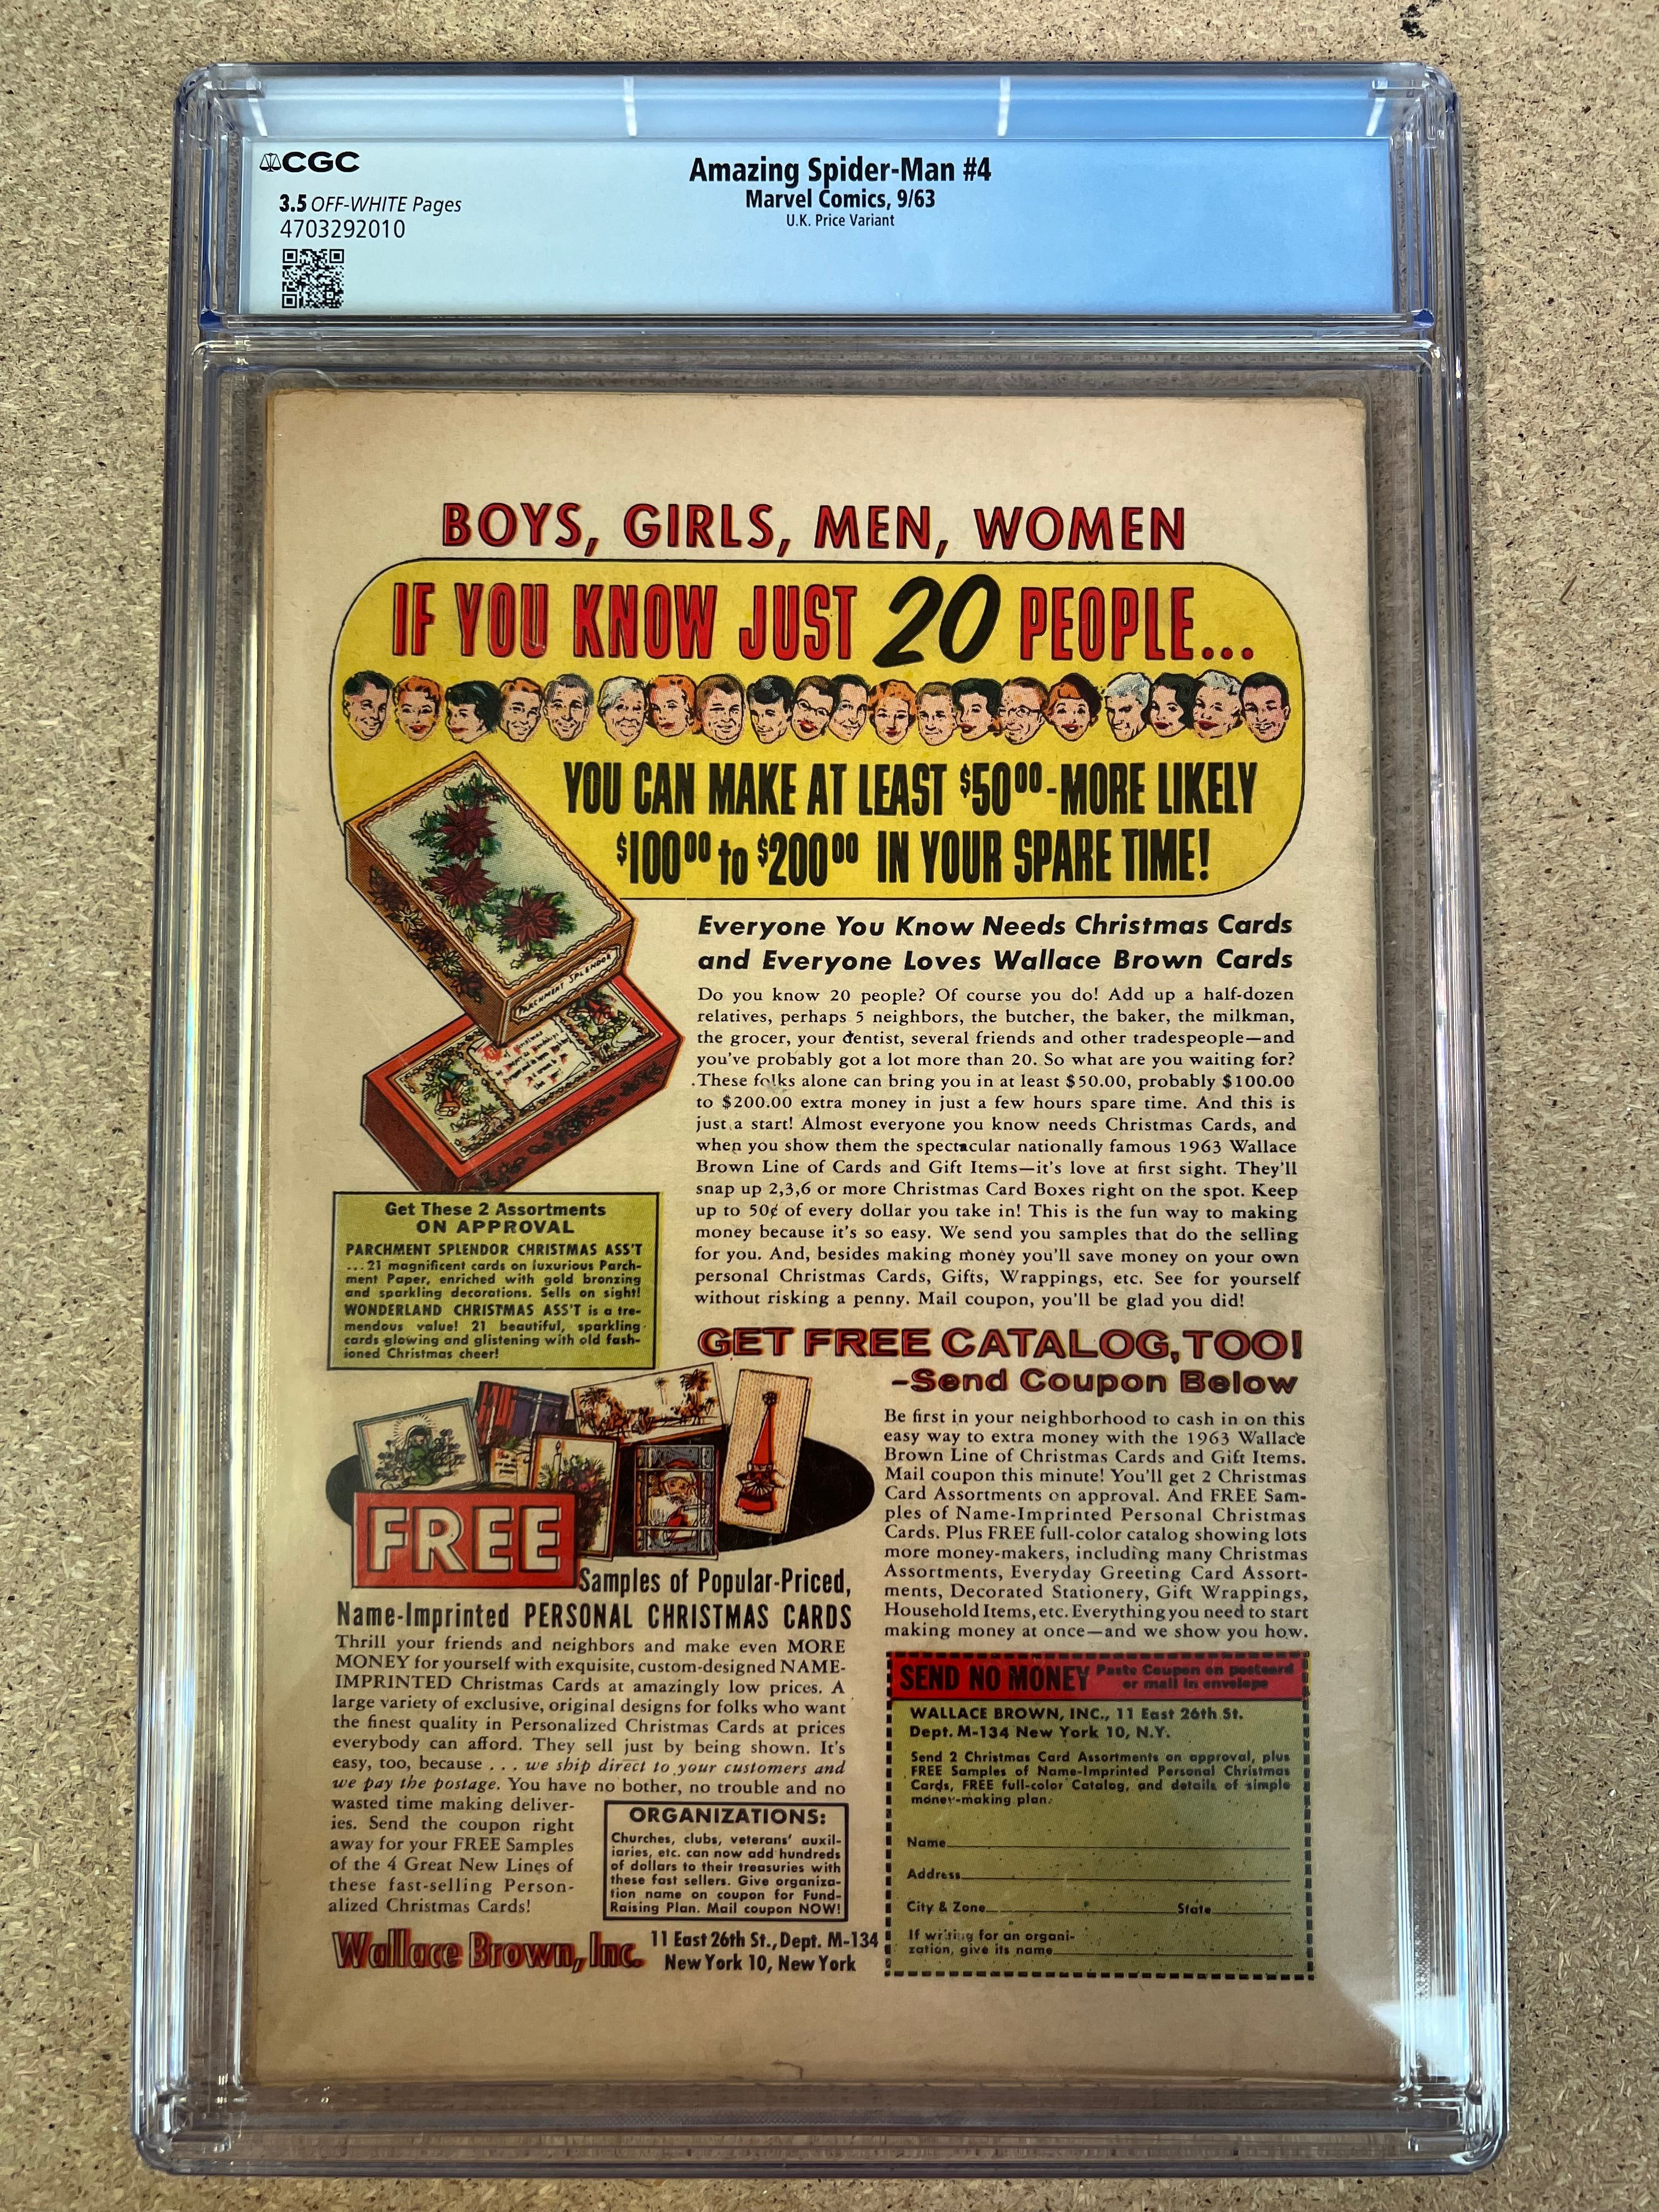 CGC
3.5 OFF-WHITE Pages
4703292010
Amazing Spider-Man #4
Marvel Comics, 9/63
U.K. Price Variant
BOYS, GIRLS, MEN, WOMEN
IF YOU KNOW JUST 20 PEOPLE...
YOU CAN MAKE AT LEAST $50⁰⁰-MORE LIKELY
$100⁰⁰ to $200⁰⁰ IN YOUR SPARE TIME!
PARCHMENT SPLENDOR
Everyone You Know Needs Christmas Cards
and Everyone Loves Wallace Brown Cards
Do you know 20 people? Of course you do! Add up a half-dozen
relatives, perhaps 5 neighbors, the butcher, the baker, the milkman,
the grocer, your dentist, several friends and other tradespeople—and
you've probably got a lot more than 20. So what are you waiting for?
These folks alone can bring you in at least $50.00, probably $100.00
to $200.00 extra money in just a few hours spare time. And this is
just a start! Almost everyone you know needs Christmas Cards, and
when you show them the spectacular nationally famous 1963 Wallace
Brown Line of Cards and Gift Items—it's love at first sight. They'll
snap up 2,3,6 or more Christmas Card Boxes right on the spot. Keep
up to 50¢ of every dollar you take in! This is the fun way to making
money because it's so easy. We send you samples that do the selling
for you. And, besides making money you'll save money on your own
personal Christmas Cards, Gifts, Wrappings, etc. See for yourself
without risking a penny. Mail coupon, you'll be glad you did!
Get These 2 Assortments
ON APPROVAL
PARCHMENT SPLENDOR CHRISTMAS ASS'T
...21 magnificent cards on luxurious Parch-
ment Paper, enriched with gold bronzing
and sparkling decorations. Sells on sight!
WONDERLAND CHRISTMAS ASS'T is a tre-
mendous value! 21 beautiful, sparkling
cards glowing and glistening with old fash-
ioned Christmas cheer!
GET FREE CATALOG, TOO!
-Send Coupon Below
Be first in your neighborhood to cash in on this
easy way to extra money with the 1963 Wallace
Brown Line of Christmas Cards and Gift Items.
Mail coupon this minute! You'll get 2 Christmas
Card Assortments on approval. And FREE Sam-
ples of Name-Imprinted Personal Christmas
Cards. Plus FREE full-color catalog showing lots
more money-makers, including many Christmas
Assortments, Everyday Greeting Card Assort-
ments, Decorated Stationery, Gift Wrappings,
Household Items, etc. Everything you need to start
making money at once—and we show you how.
FREE
Samples of Popular-Priced,
Name-Imprinted PERSONAL CHRISTMAS CARDS
Thrill your friends and neighbors and make even MORE
MONEY for yourself with exquisite, custom-designed NAME-
IMPRINTED Christmas Cards at amazingly low prices. A
large variety of exclusive, original designs for folks who want
the finest quality in Personalized Christmas Cards at prices
everybody can afford. They sell just by being shown. It's
easy, too, because . . . we ship direct to your customers and
we pay the postage. You have no bother, no trouble and no
wasted time making deliver-
ies. Send the coupon right
away for your FREE Samples
of the 4 Great New Lines of
these fast-selling Person-
alized Christmas Cards!
ORGANIZATIONS:
Churches, clubs, veterans' auxil-
iaries, etc. can now add hundreds
of dollars to their treasuries with
these fast sellers. Give organiza-
tion name on coupon for Fund-
Raising Plan. Mail coupon NOW!
Wallace Brown, Inc.
11 East 26th St., Dept. M-134
New York 10, New York
SEND NO MONEY Paste Coupon on postcard
or mail in envelope
WALLACE BROWN, INC., 11 East 26th St.
Dept. M-134 New York 10, N.Y.
Send 2 Christmas Card Assortments on approval, plus
FREE Samples of Name-Imprinted Personal Christmas
Cards, FREE full-color Catalog, and details of simple
money-making plan.
Name
Address
City & Zone State
If writing for an organi-
zation, give its name